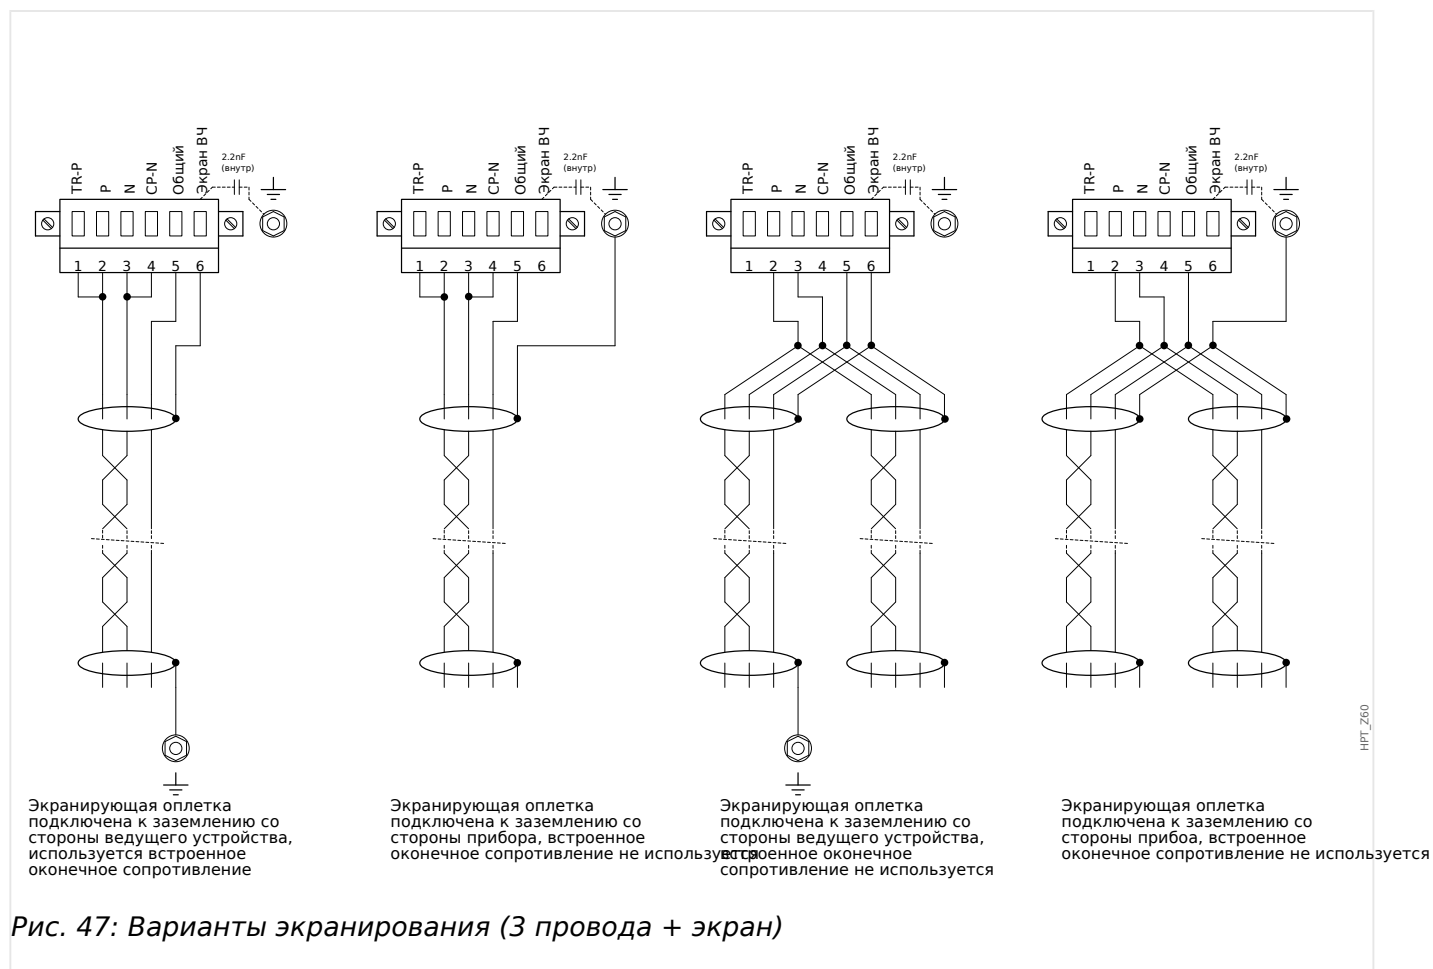 TR-P
P
N
CP-N
Общий
Экран ВЧ
2.2nF
(внутр)
1 2 3 4 5 6
TR-P
P
N
CP-N
Общий
Экран ВЧ
2.2nF
(внутр)
1 2 3 4 5 6
TR-P
P
N
CP-N
Общий
Экран ВЧ
2.2nF
(внутр)
1 2 3 4 5 6
TR-P
P
N
CP-N
Общий
Экран ВЧ
2.2nF
(внутр)
1 2 3 4 5 6
HPT_Z60
Экранирующая оплетка
подключена к заземлению со
стороны ведущего устройства,
используется встроенное
оконечное сопротивление
Экранирующая оплетка
подключена к заземлению со
стороны прибора, встроенное
оконечное сопротивление не используется
Экранирующая оплетка
подключена к заземлению со
стороны ведущего устройства,
встроенное оконечное
сопротивление не используется
Экранирующая оплетка
подключена к заземлению со
стороны прибоа, встроенное
оконечное сопротивление не используется
Рис. 47: Варианты экранирования (3 провода + экран)